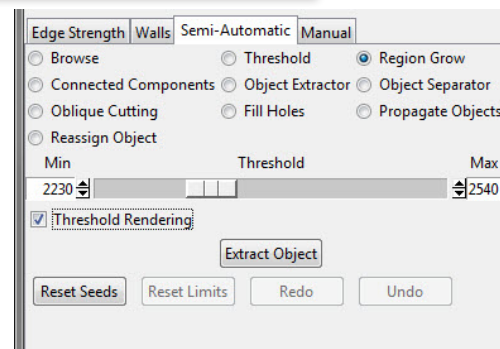 Edge Strength Walls Semi-Automatic Manual
Browse Threshold Region Grow
Connected Components Object Extractor Object Separator
Oblique Cutting Fill Holes Propagate Objects
Reassign Object
Min Threshold Max
2230 2540
Threshold Rendering
Extract Object
Reset Seeds Reset Limits Redo Undo